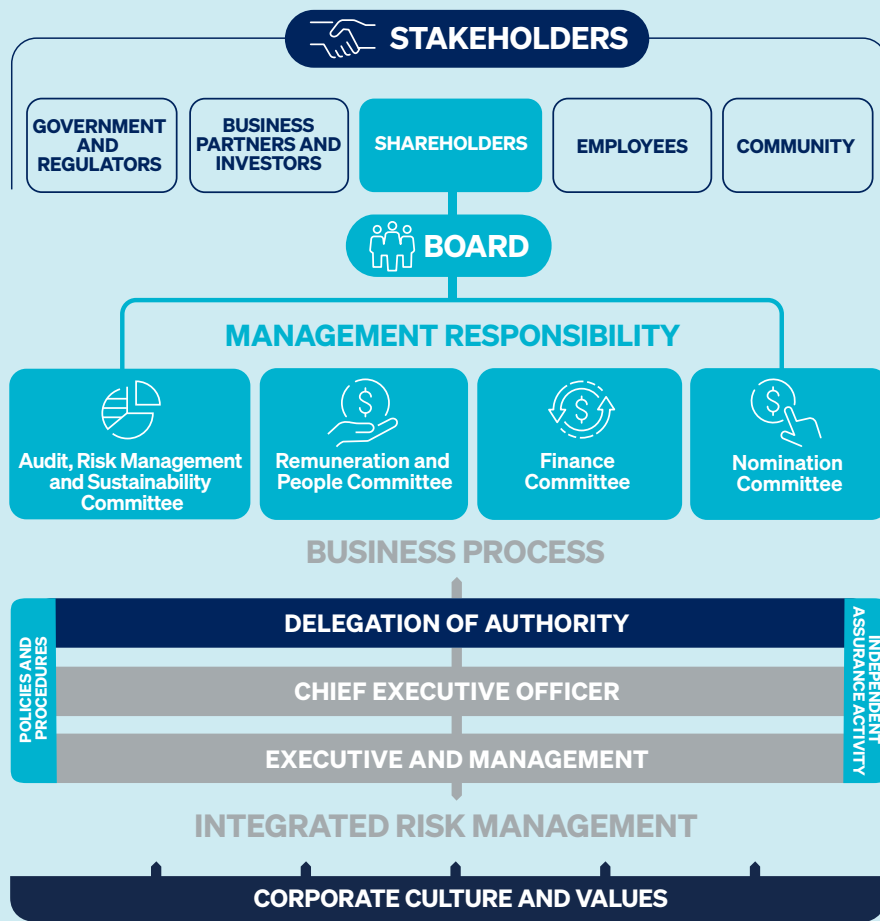 STAKEHOLDERS
GOVERNMENT
AND
REGULATORS
BUSINESS
PARTNERS AND
INVESTORS
SHAREHOLDERS
EMPLOYEES
COMMUNITY
BOARD
MANAGEMENT RESPONSIBILITY
Audit, Risk Management
and Sustainability
Committee
Remuneration and
People Committee
Finance
Committee
Nomination
Committee
BUSINESS PROCESS
POLICIES AND
PROCEDURES
DELEGATION OF AUTHORITY
CHIEF EXECUTIVE OFFICER
EXECUTIVE AND MANAGEMENT
INDEPENDENT
ASSURANCE ACTIVITY
INTEGRATED RISK MANAGEMENT
CORPORATE CULTURE AND VALUES